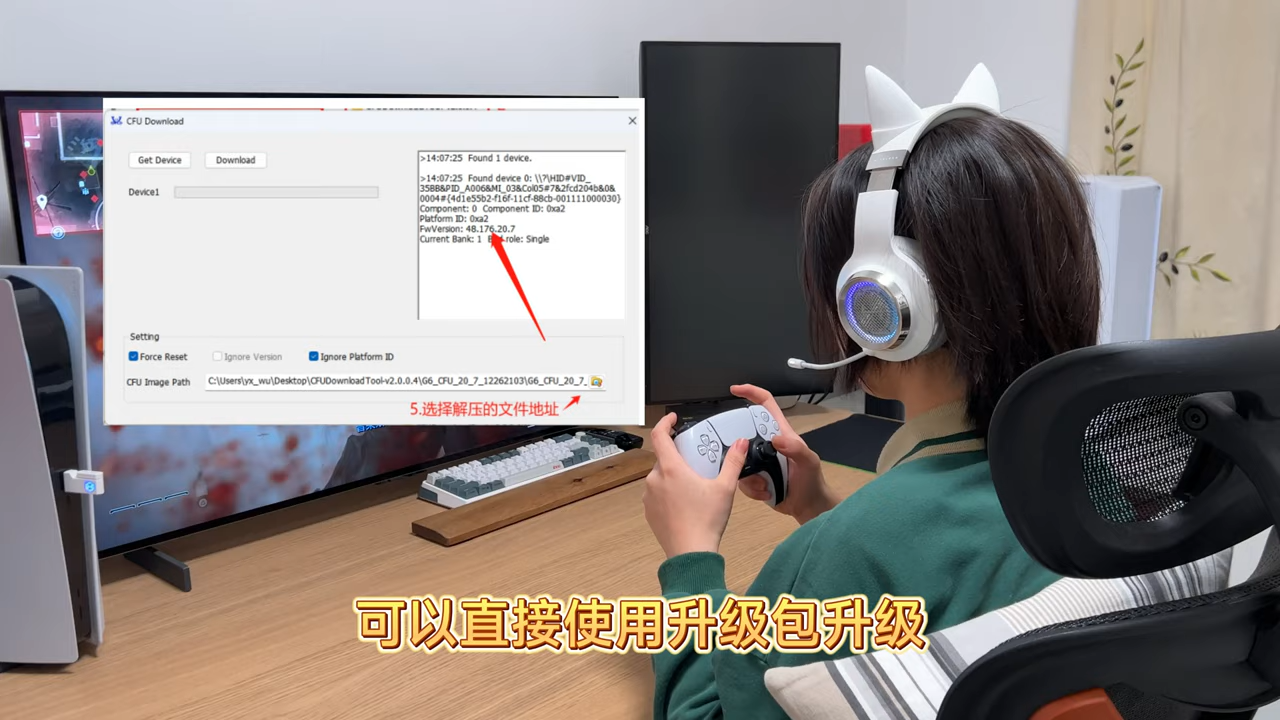 CFU Download
Get Device
Download
Device1
>14:07:25 Found 1 device.
>14:07:25 Found device 0: \\?\HID#VID_
35BB&PID_A006&MI_03&Col05#7&2fcd204b&0&
0004#{4d1e55b2-f16f-11cf-88cb-001111000030}
Component: 0 Component ID: 0xa2
Platform ID: 0xa2
FwVersion: 48.176.20.7
Current Bank: 1 role: Single
Setting
Force Reset
Ignore Version
Ignore Platform ID
CFU Image Path
C:\Users\yx_wu\Desktop\CFUDownloadTool-v2.0.0.4\G6_CFU_20_7_12262103\G6_CFU_20_7_
5.选择解压的文件地址
可以直接使用升级包升级